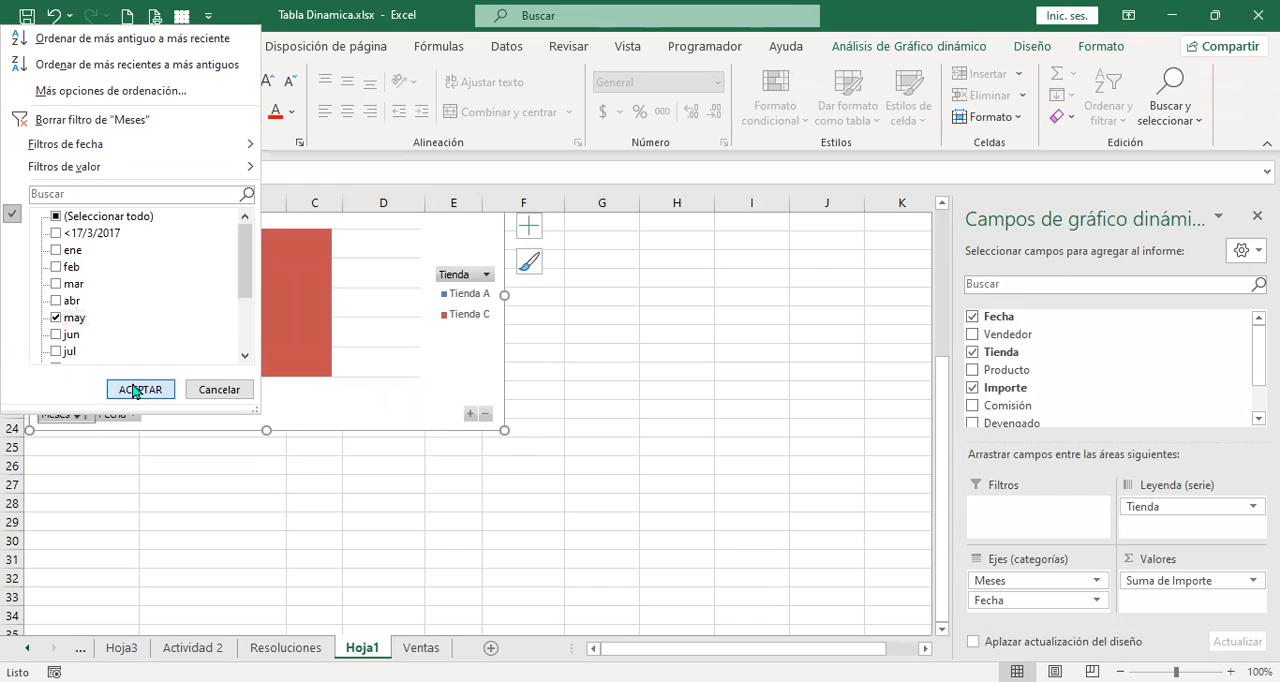 Tabla Dinamica.xlsx - Excel
Buscar
Inic. ses.
Ordenar de más antiguo a más reciente
Ordenar de más recientes a más antiguos
Más opciones de ordenación...
Borrar filtro de "Meses"
Filtros de fecha
Filtros de valor
Buscar
(Seleccionar todo)
<17/3/2017
ene
feb
mar
abr
may
jun
jul
ACEPTAR
Cancelar
Disposición de página
Fórmulas
Datos
Revisar
Vista
Programador
Ayuda
Análisis de Gráfico dinámico
Diseño
Formato
Compartir
Ajustar texto
Combinar y centrar
Alineación
General
$ % 000
Número
Formato condicional
Dar formato como tabla
Estilos de celda
Estilos
Insertar
Eliminar
Formato
Celdas
Ordenar y filtrar
Buscar y seleccionar
Edición
C D E F G H I J K
Tienda
Tienda A
Tienda C
Meses
Fecha
24
25
26
27
28
29
30
31
32
33
34
35
Campos de gráfico dinámi...
Seleccionar campos para agregar al informe:
Buscar
Fecha
Vendedor
Tienda
Producto
Importe
Comisión
Devengado
Arrastrar campos entre las áreas siguientes:
Filtros
Leyenda (serie)
Tienda
Ejes (categorías)
Meses
Fecha
Σ Valores
Suma de Importe
Aplazar actualización del diseño
Actualizar
...
Hoja3
Actividad 2
Resoluciones
Hoja1
Ventas
Listo
100%